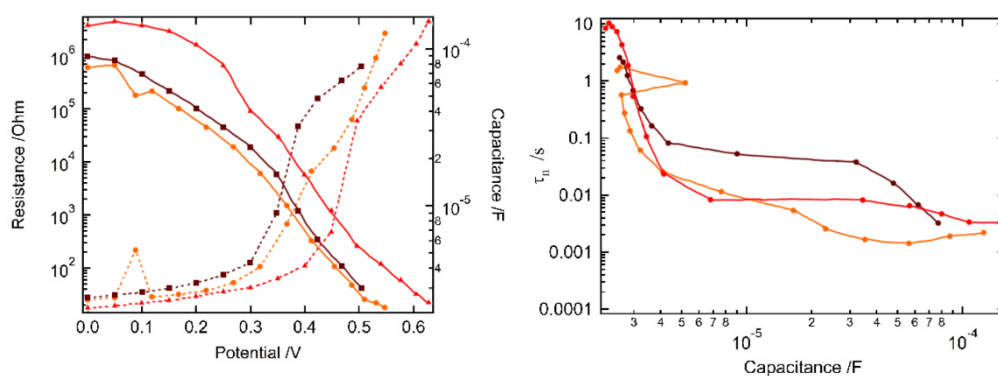 Resistance /Ohm
10⁶
10⁵
10⁴
10³
10²
0.0 0.1 0.2 0.3 0.4 0.5 0.6
Potential /V
10⁻⁴
8
6
4
2
10⁻⁵
8
6
4
Capacitance /F
τₙ /s
10
1
0.1
0.01
0.001
0.0001
3 4 5 6 7 8 10⁻⁵ 2 3 4 5 6 7 8 10⁻⁴
Capacitance /F